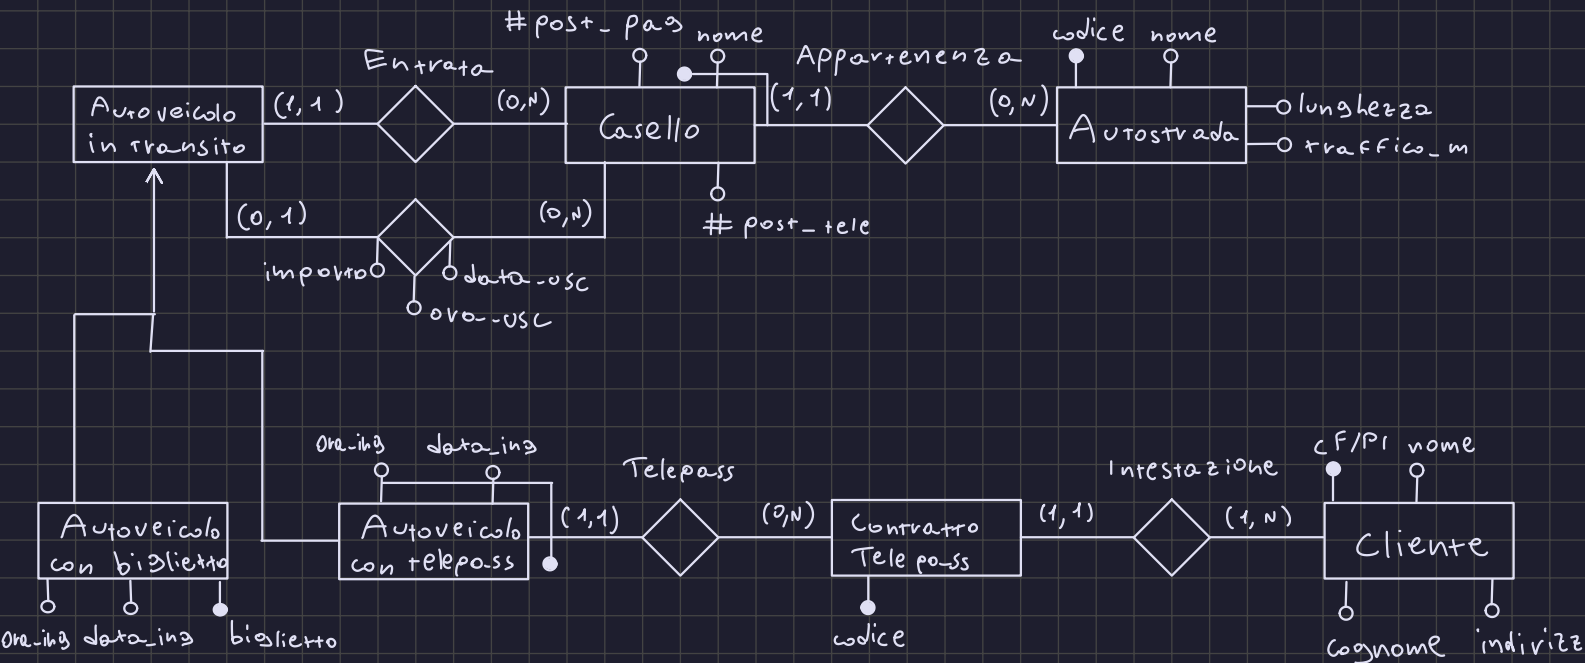 # post_pag
nome
codice
nome
Entrata
Appartenenza
Autoveicolo
in transito
(1,1)
(0,N)
Casello
(1,1)
(0,N)
Autostrada
lunghezza
traffico_m
(0,1)
(0,N)
# post_tele
importo
data_usc
ora_usc
Ora_ing
data_ing
Telepass
Intestazione
CF/PI
nome
Autoveicolo
con biglietto
Autoveicolo
con telepass
(1,1)
(0,N)
Contratto
Telepass
(1,1)
(1,N)
Cliente
Ora_ing
data_ing
biglietto
codice
cognome
indirizz